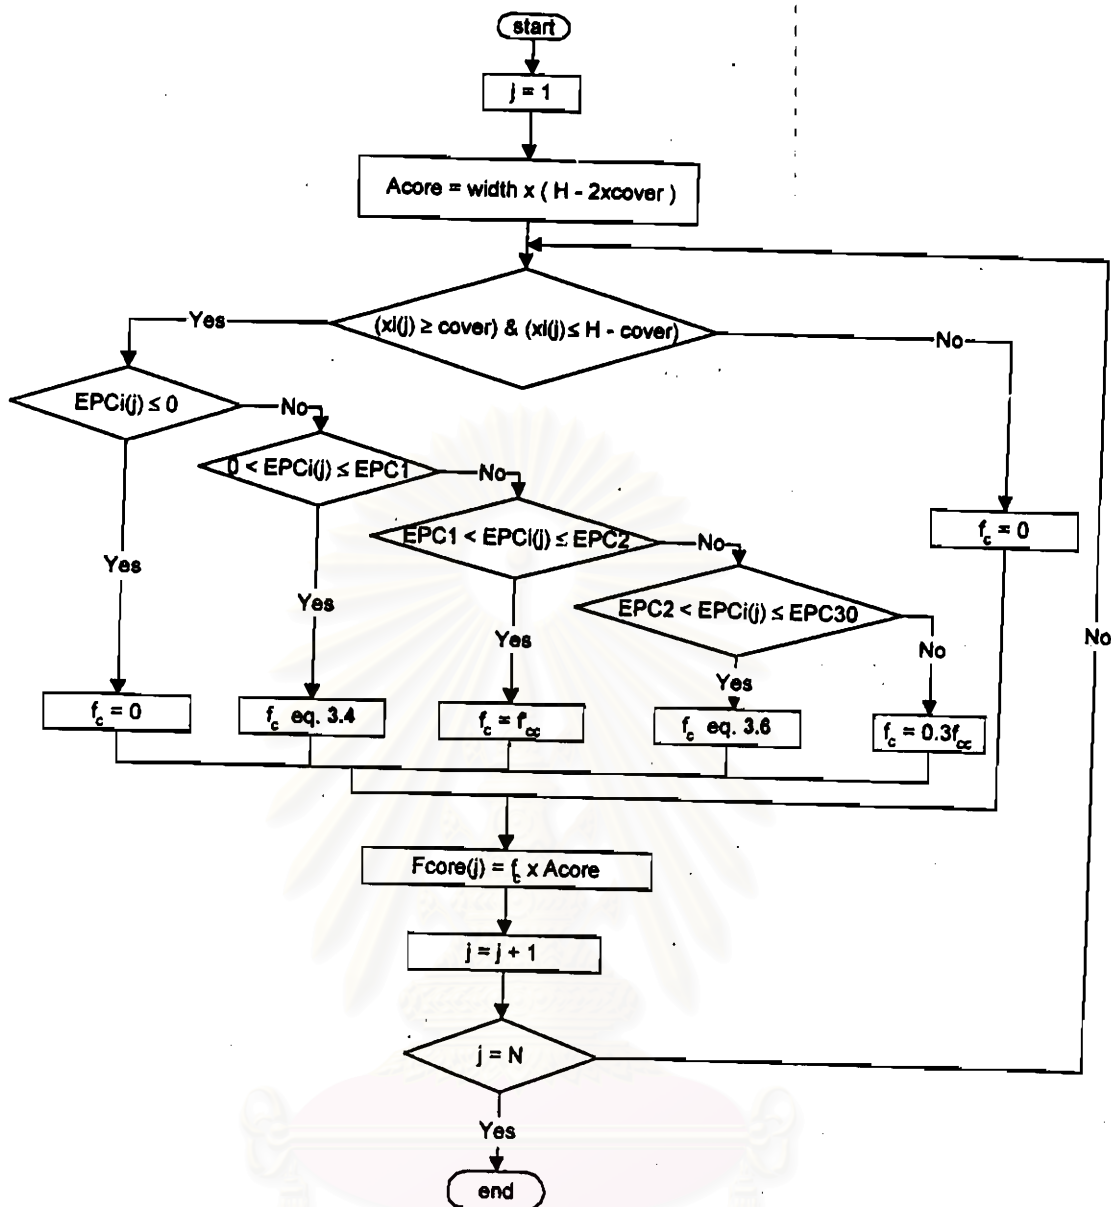 start
j = 1
Acore = width x ( H - 2xcover )
(xi(j) ≥ cover) & (xi(j) ≤ H - cover)
Yes
No
EPCi(j) ≤ 0
No
0 < EPCi(j) ≤ EPC1
No
EPC1 < EPCi(j) ≤ EPC2
No
EPC2 < EPCi(j) ≤ EPC30
f_c = 0
Yes
Yes
Yes
Yes
No
No
f_c = 0
f_c eq. 3.4
f_c = f'_cc
f_c eq. 3.6
f_c = 0.3f_cc
Fcore(j) = f_c x Acore
j = j + 1
j = N
Yes
end